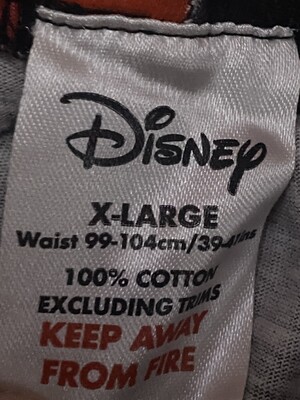 Disney
X-LARGE
Waist 99-104cm/39-41ins
100% COTTON
EXCLUDING TRIMS
KEEP AWAY
FROM FIRE